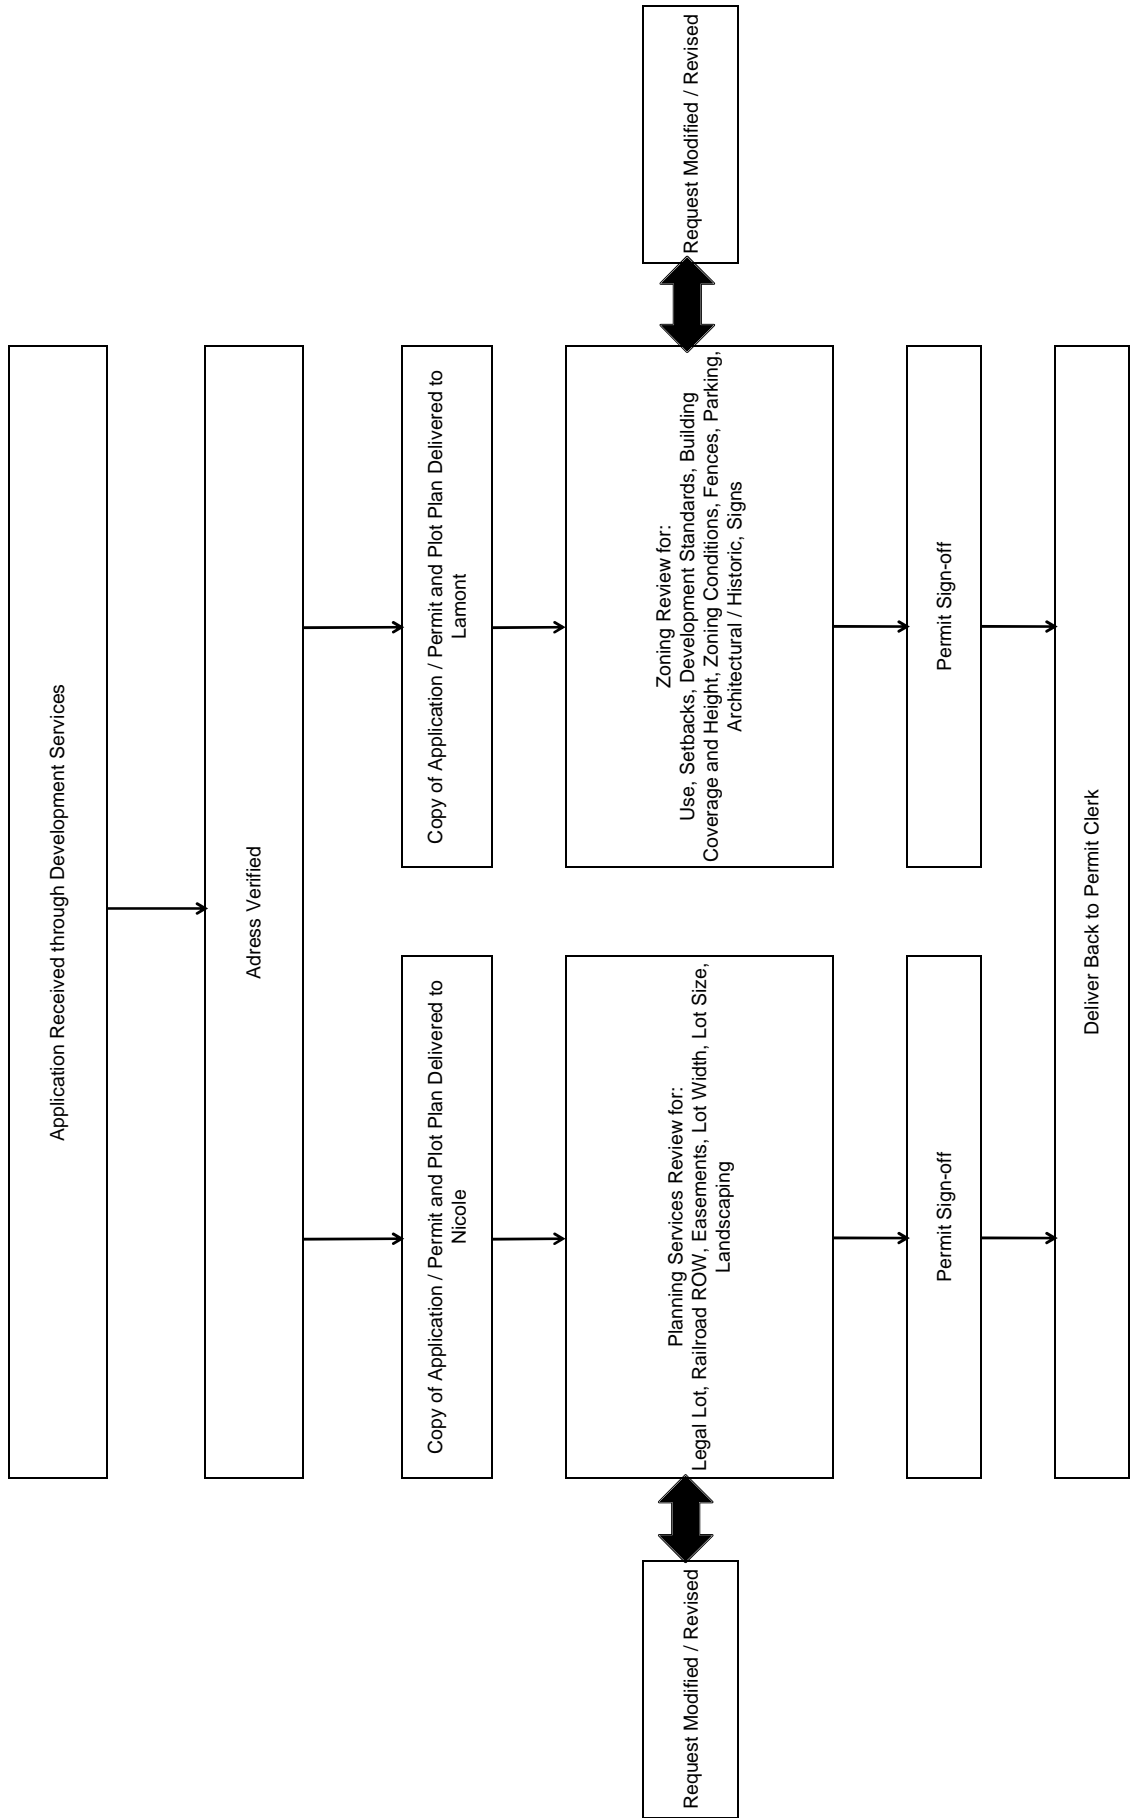 Application Received through Development Services
Adress Verified
Copy of Application / Permit and Plot Plan Delivered to
Nicole
Copy of Application / Permit and Plot Plan Delivered to
Lamont
Request Modified / Revised
Planning Services Review for:
Legal Lot, Railroad ROW, Easements, Lot Width, Lot Size,
Landscaping
Zoning Review for:
Use, Setbacks, Development Standards, Building
Coverage and Height, Zoning Conditions, Fences, Parking,
Architectural / Historic, Signs
Request Modified / Revised
Permit Sign-off
Permit Sign-off
Deliver Back to Permit Clerk